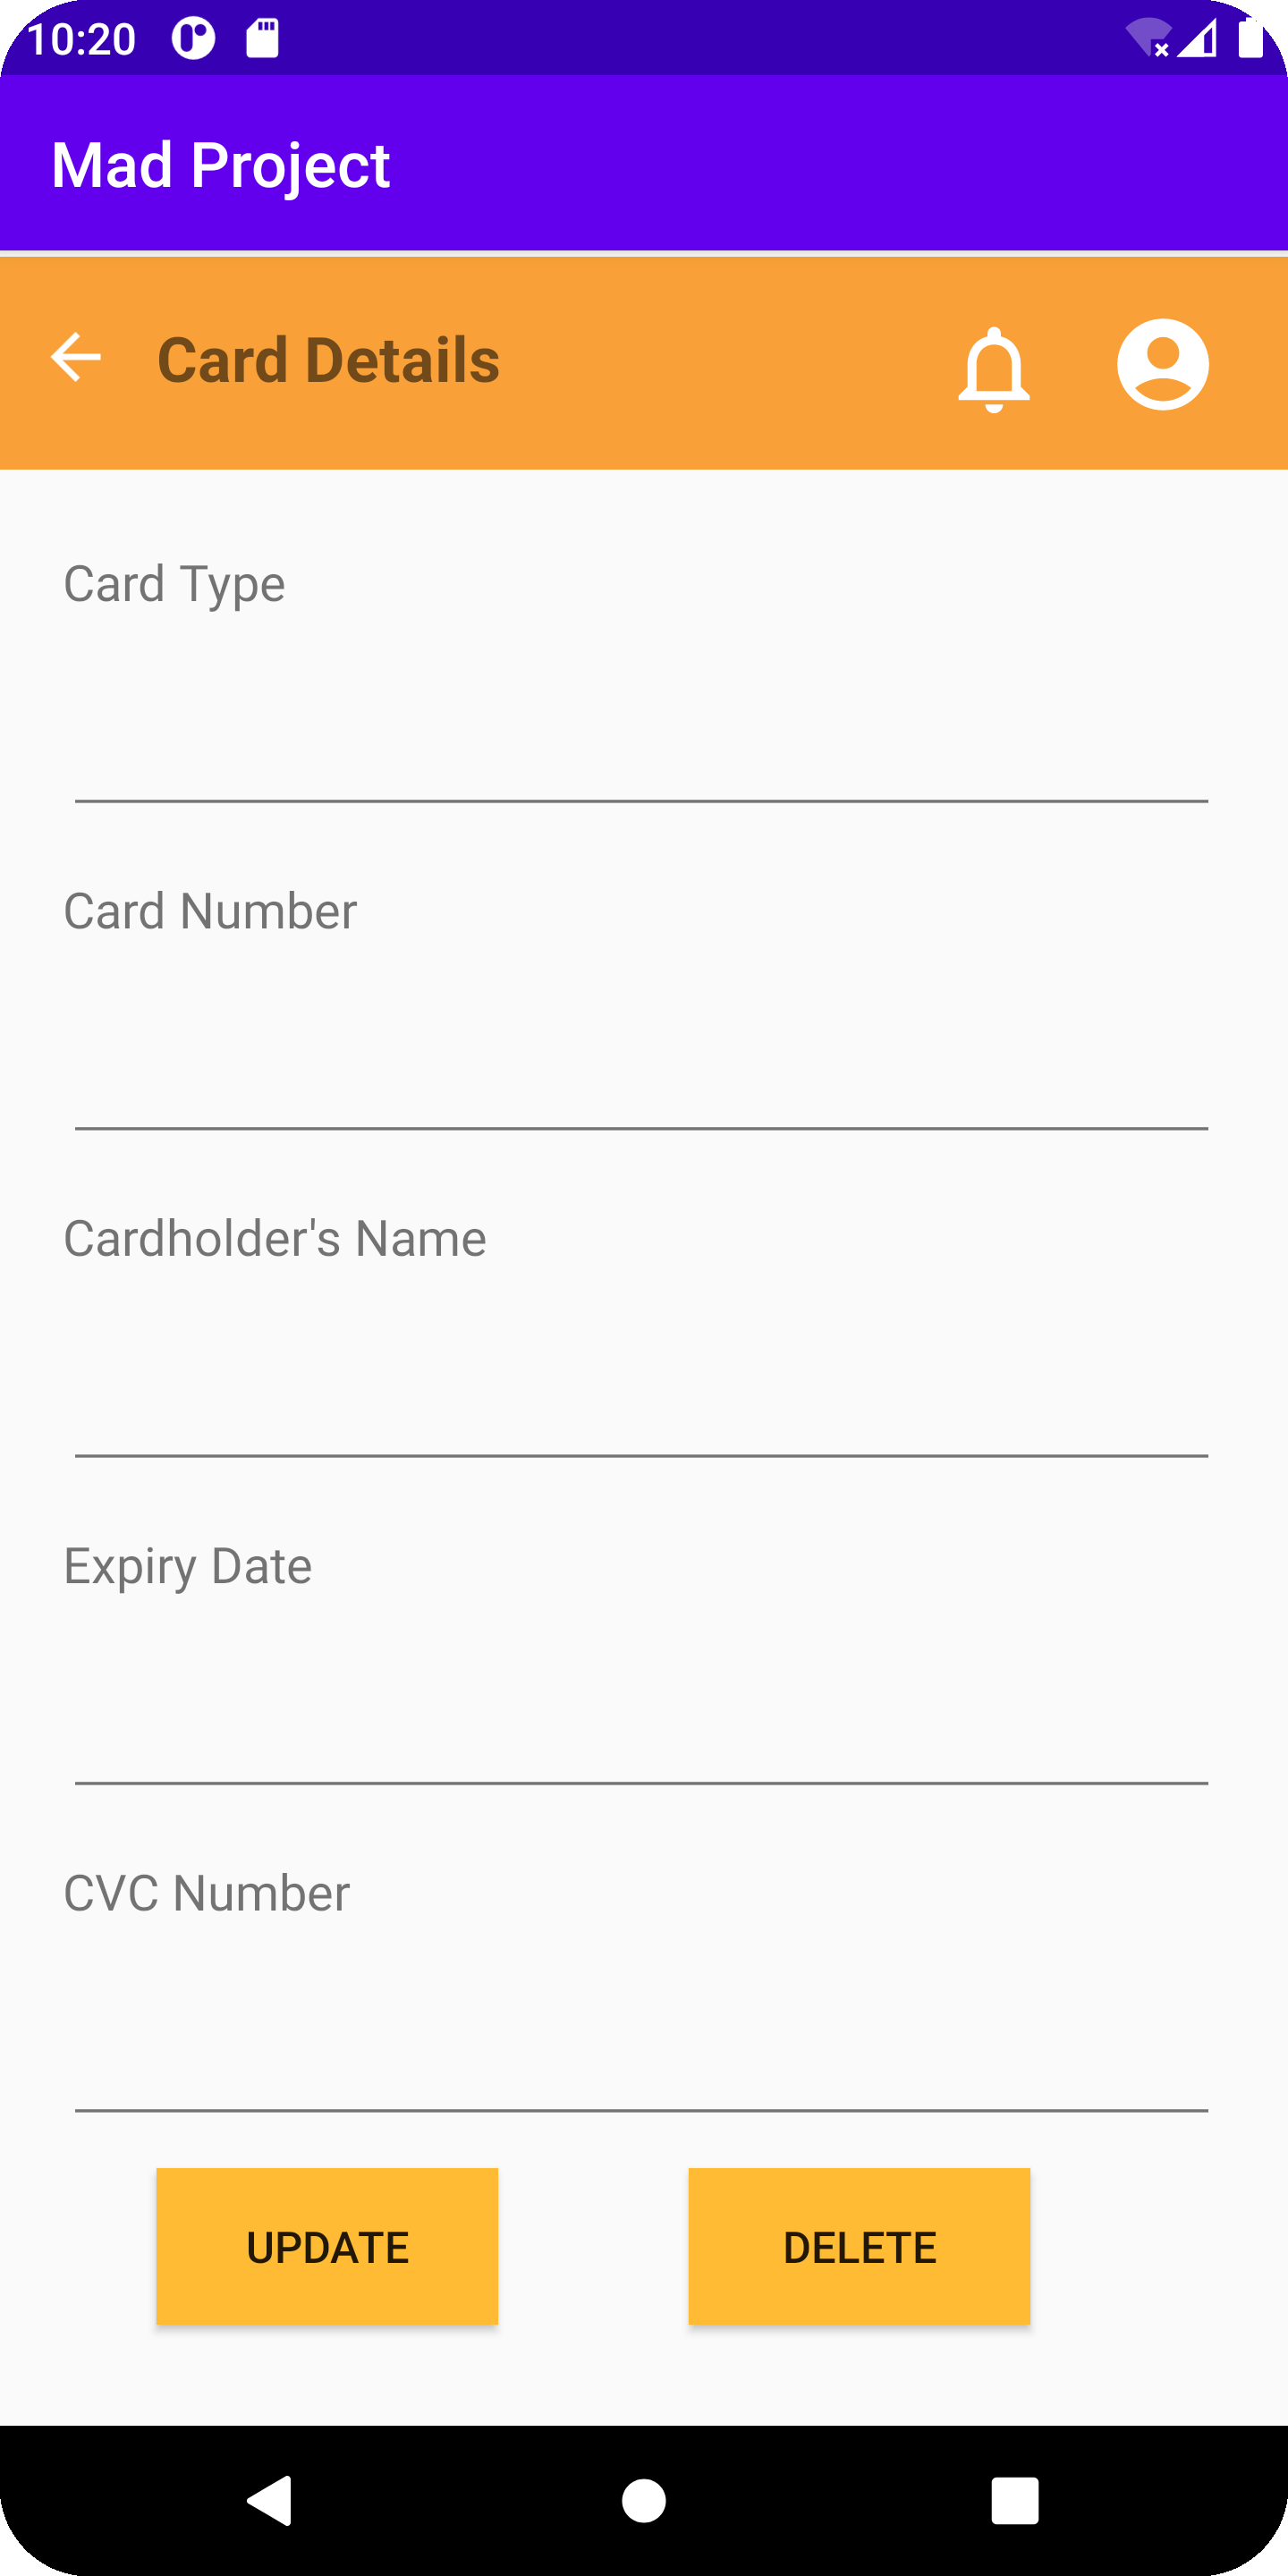 10:20
Mad Project
Card Details
Card Type
Card Number
Cardholder's Name
Expiry Date
CVC Number
UPDATE
DELETE